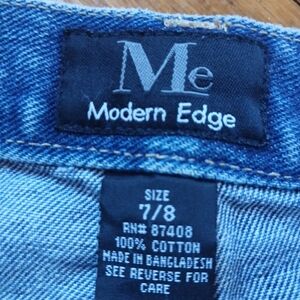 Me
Modern Edge
SIZE
7/8
RN# 87408
100% COTTON
MADE IN BANGLADESH
SEE REVERSE FOR
CARE